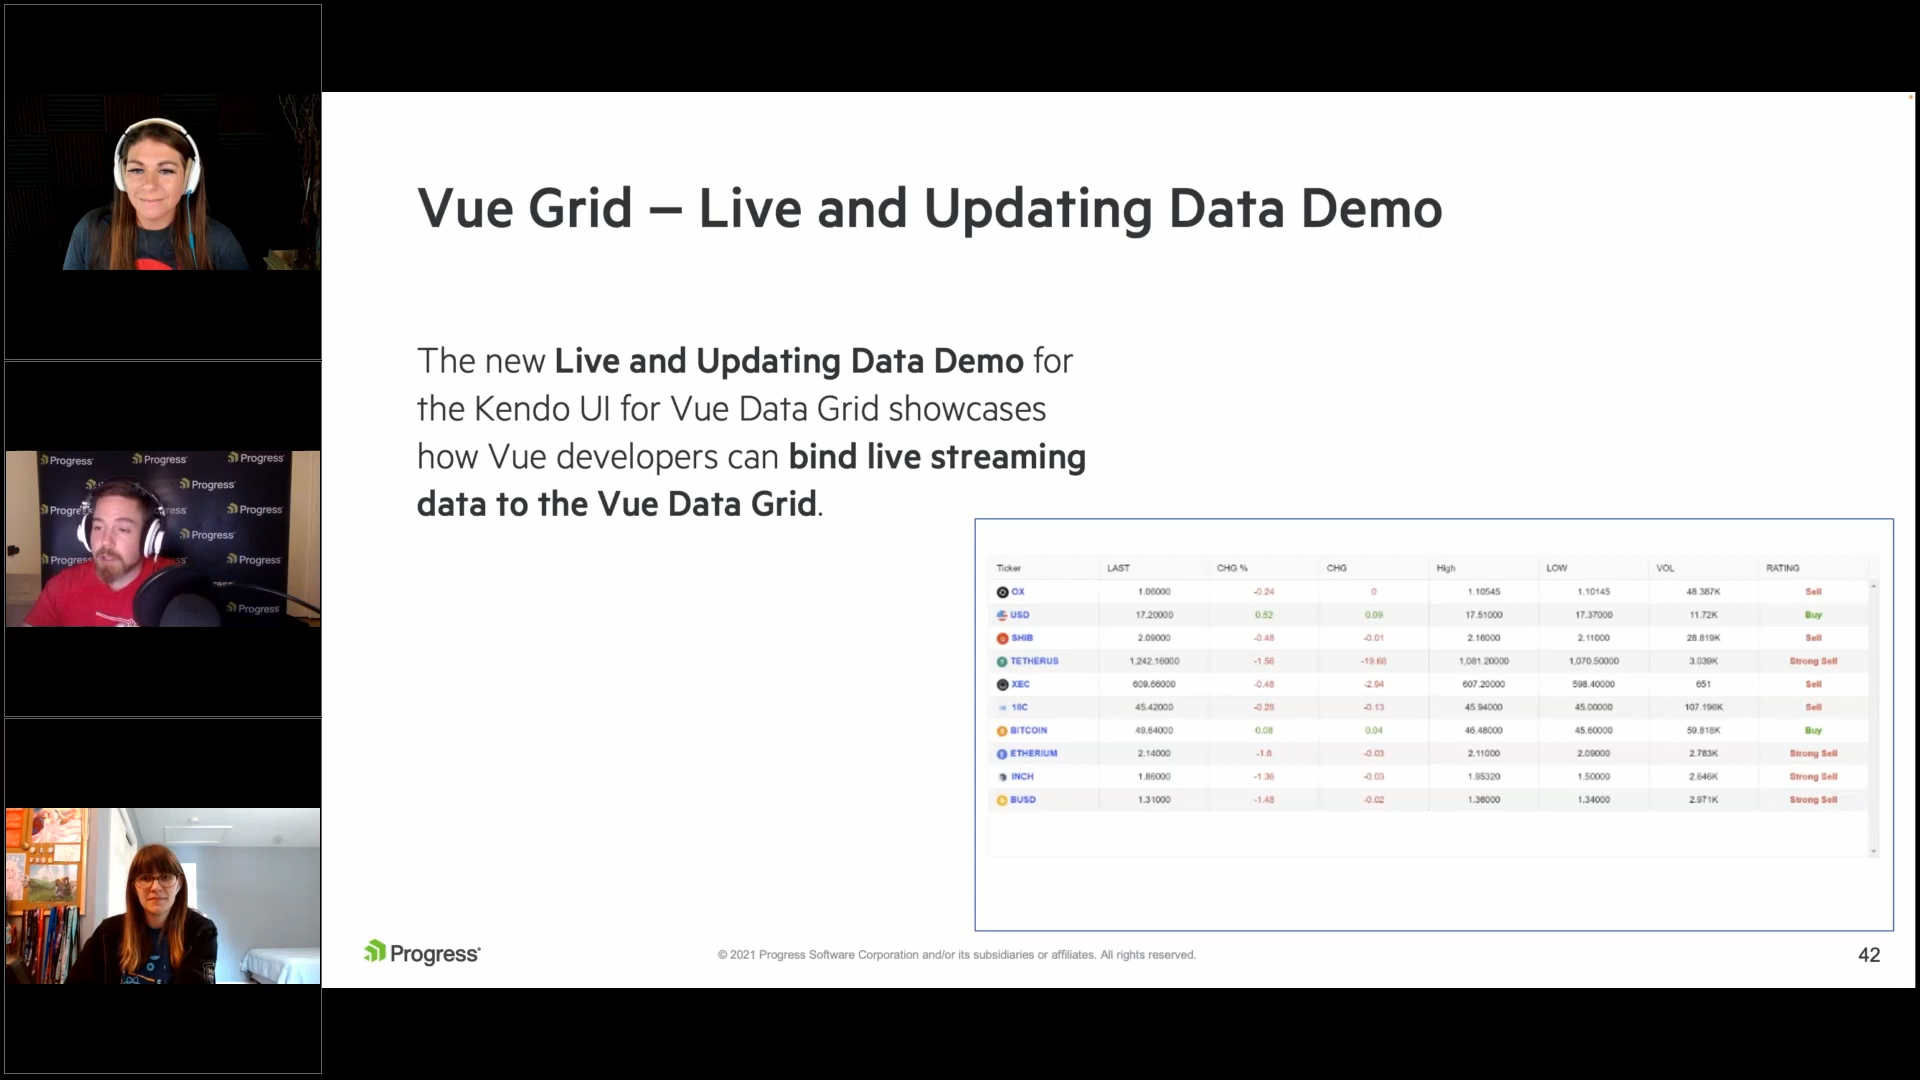 Vue Grid – Live and Updating Data Demo
The new Live and Updating Data Demo for
the Kendo UI for Vue Data Grid showcases
how Vue developers can bind live streaming
data to the Vue Data Grid.
Ticker LAST CHG % CHG High LOW VOL RATING
OX 1.06000 -0.24 0 1.10545 1.10145 48.387K Sell
USD 17.20000 0.52 0.09 17.51000 17.37000 11.72K Buy
SHIB 2.09000 -0.48 -0.01 2.16000 2.11000 28.819K Sell
TETHERUS 1,242.16000 -1.56 -19.68 1,081.20000 1,070.50000 3.039K Strong Sell
XEC 609.66000 -0.48 -2.94 607.20000 598.40000 651 Sell
18C 45.42000 -0.29 -0.13 45.94000 45.00000 107.196K Sell
BITCOIN 49.64000 0.08 0.04 46.48000 45.60000 59.818K Buy
ETHERIUM 2.14000 -1.6 -0.03 2.11000 2.09000 2.783K Strong Sell
INCH 1.86000 -1.36 -0.03 1.95320 1.50000 2.646K Strong Sell
BUSD 1.31000 -1.48 -0.02 1.36000 1.34000 2.971K Strong Sell
Progress
© 2021 Progress Software Corporation and/or its subsidiaries or affiliates. All rights reserved.
42
Progress Progress Progress
Progress
Progress
Progress
Progress Progress
Progress